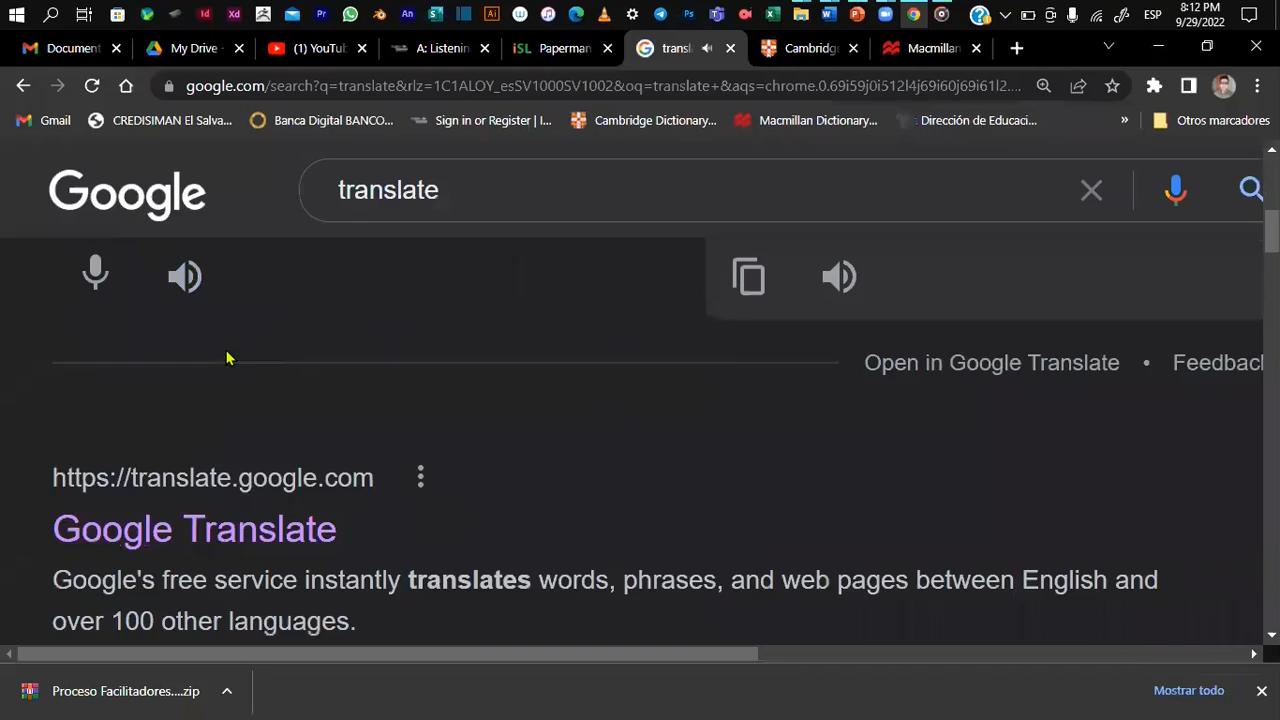 8:12 PM
ESP
9/29/2022
Document
My Drive -
(1) YouTub
A: Listenin
iSL Paperman
transl
Cambridg
Macmillan
google.com/search?q=translate&rlz=1C1ALOY_esSV1000SV1002&oq=translate+&aqs=chrome.0.69i59j0i512l4j69i60j69i61l2....
Gmail
CREDISIMAN El Salva...
Banca Digital BANCO...
Sign in or Register | I...
Cambridge Dictionary...
Macmillan Dictionary...
Dirección de Educaci...
»
Otros marcadores
Google
translate
Open in Google Translate • Feedback
https://translate.google.com
Google Translate
Google's free service instantly translates words, phrases, and web pages between English and
over 100 other languages.
Proceso Facilitadores....zip
Mostrar todo